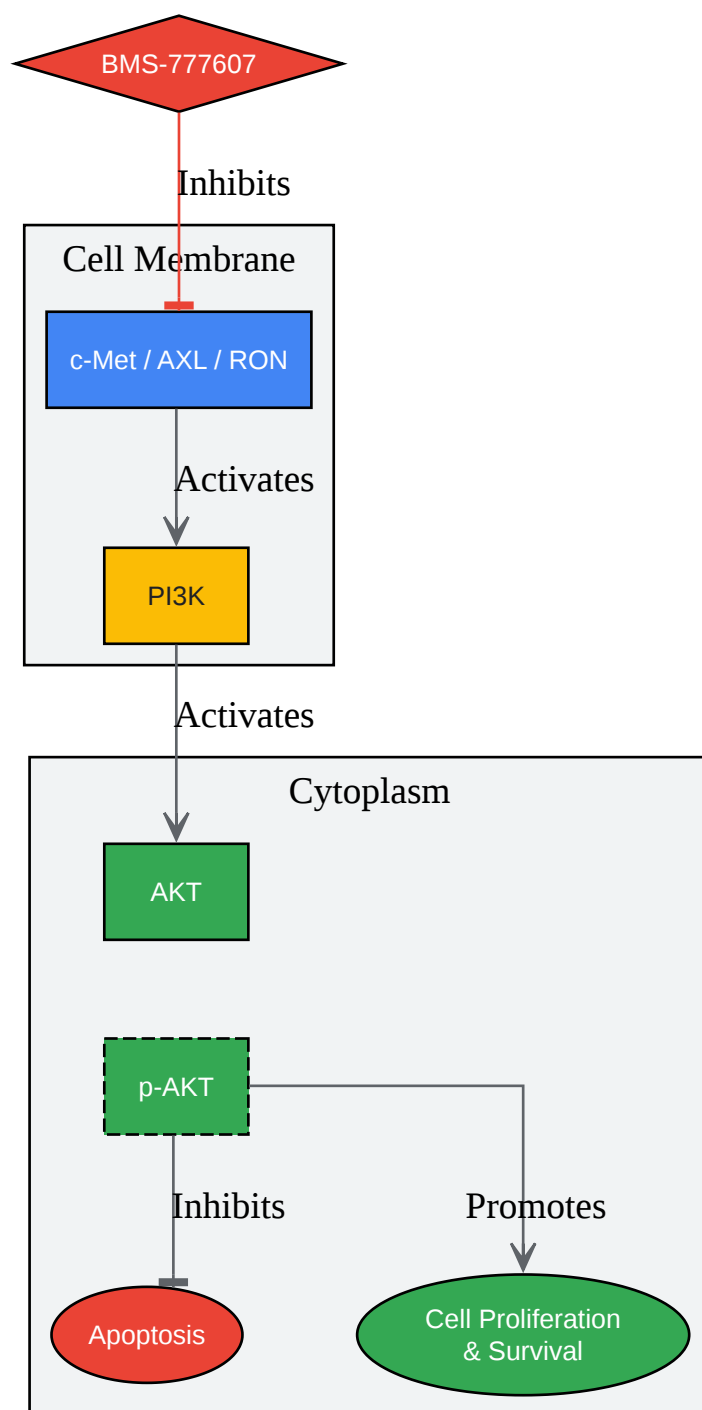 BMS-777607
Inhibits
Cell Membrane
c-Met / AXL / RON
Activates
PI3K
Activates
Cytoplasm
AKT
p-AKT
Inhibits
Promotes
Apoptosis
Cell Proliferation
& Survival